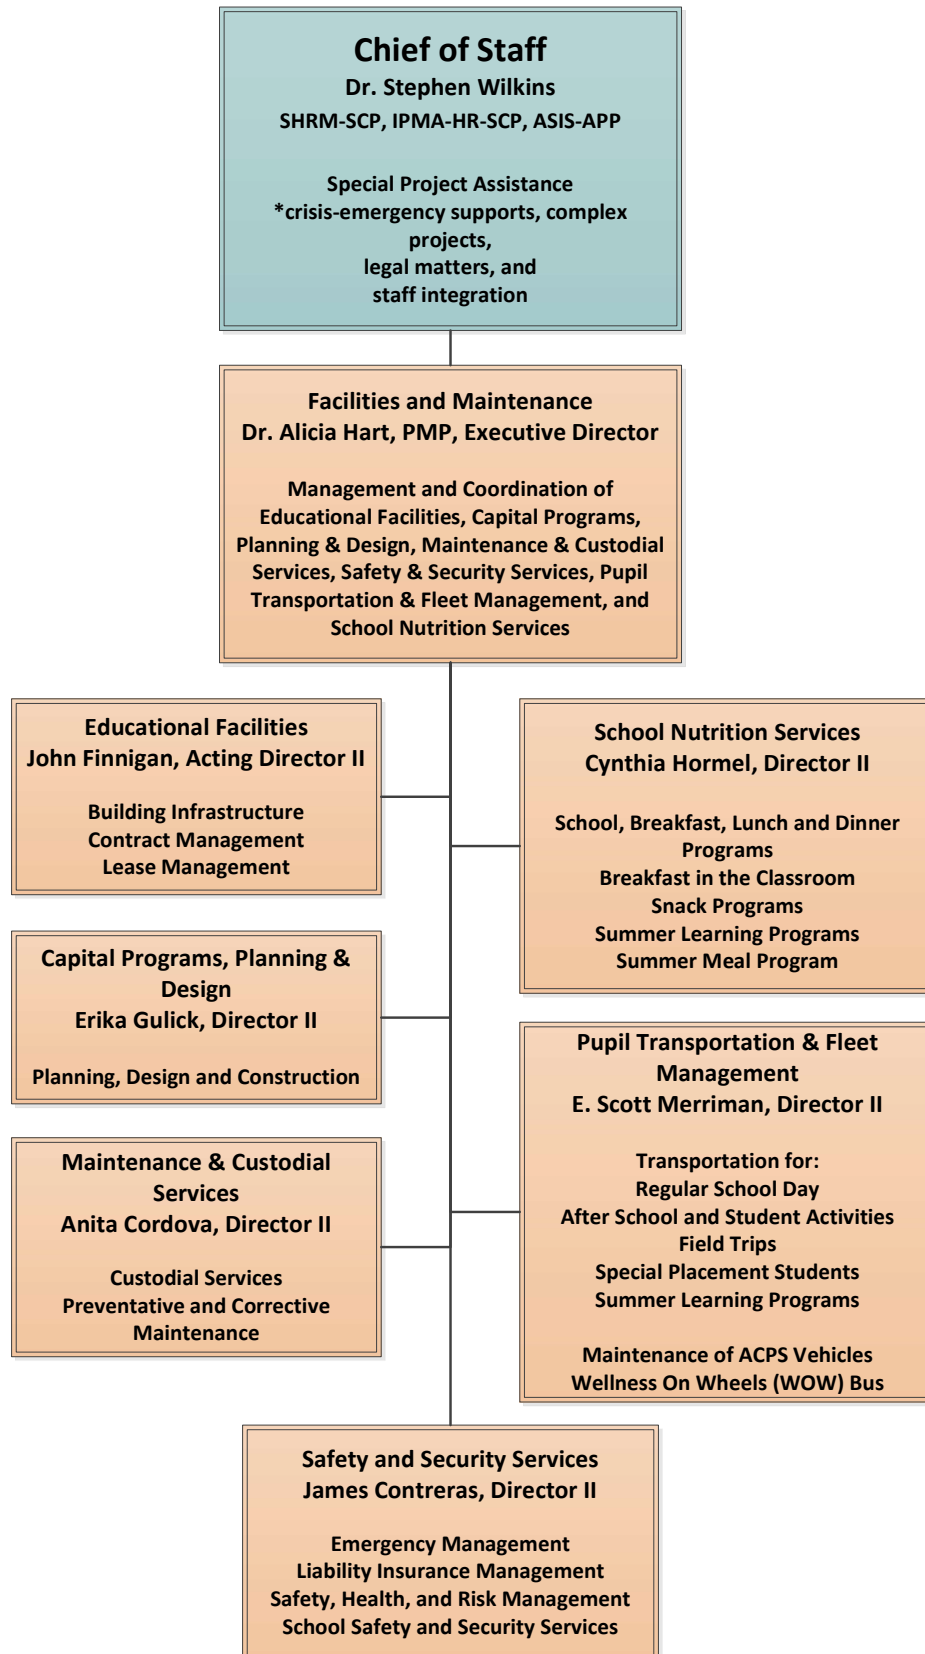 Chief of Staff
Dr. Stephen Wilkins
SHRM-SCP, IPMA-HR-SCP, ASIS-APP
Special Project Assistance
*crisis-emergency supports, complex
projects,
legal matters, and
staff integration
Facilities and Maintenance
Dr. Alicia Hart, PMP, Executive Director
Management and Coordination of
Educational Facilities, Capital Programs,
Planning & Design, Maintenance & Custodial
Services, Safety & Security Services, Pupil
Transportation & Fleet Management, and
School Nutrition Services
Educational Facilities
John Finnigan, Acting Director II
Building Infrastructure
Contract Management
Lease Management
School Nutrition Services
Cynthia Hormel, Director II
School, Breakfast, Lunch and Dinner
Programs
Breakfast in the Classroom
Snack Programs
Summer Learning Programs
Summer Meal Program
Capital Programs, Planning &
Design
Erika Gulick, Director II
Planning, Design and Construction
Pupil Transportation & Fleet
Management
E. Scott Merriman, Director II
Transportation for:
Regular School Day
After School and Student Activities
Field Trips
Special Placement Students
Summer Learning Programs
Maintenance of ACPS Vehicles
Wellness On Wheels (WOW) Bus
Maintenance & Custodial
Services
Anita Cordova, Director II
Custodial Services
Preventative and Corrective
Maintenance
Safety and Security Services
James Contreras, Director II
Emergency Management
Liability Insurance Management
Safety, Health, and Risk Management
School Safety and Security Services